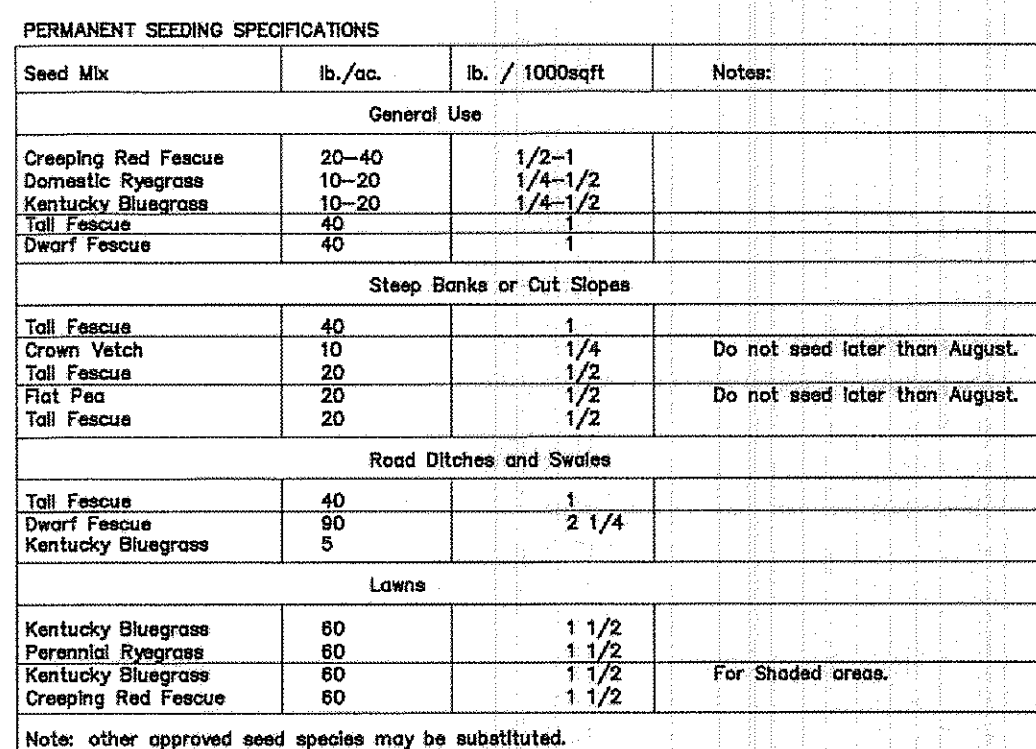 PERMANENT SEEDING SPECIFICATIONS
Seed Mix lb./ac. lb. / 1000sqft Notes:
General Use
Creeping Red Fescue 20-40 1/2-1
Domestic Ryegrass 10-20 1/4-1/2
Kentucky Bluegrass 10-20 1/4-1/2
Tall Fescue 40 1
Dwarf Fescue 40 1
Steep Banks or Cut Slopes
Tall Fescue 40 1
Crown Vetch 10 1/4 Do not seed later than August.
Tall Fescue 20 1/2
Flat Pea 20 1/2 Do not seed later than August.
Tall Fescue 20 1/2
Road Ditches and Swales
Tall Fescue 40 1
Dwarf Fescue 90 2 1/4
Kentucky Bluegrass 5
Lawns
Kentucky Bluegrass 60 1 1/2
Perennial Ryegrass 60 1 1/2
Kentucky Bluegrass 60 1 1/2 For Shaded areas.
Creeping Red Fescue 60 1 1/2
Note: other approved seed species may be substituted.